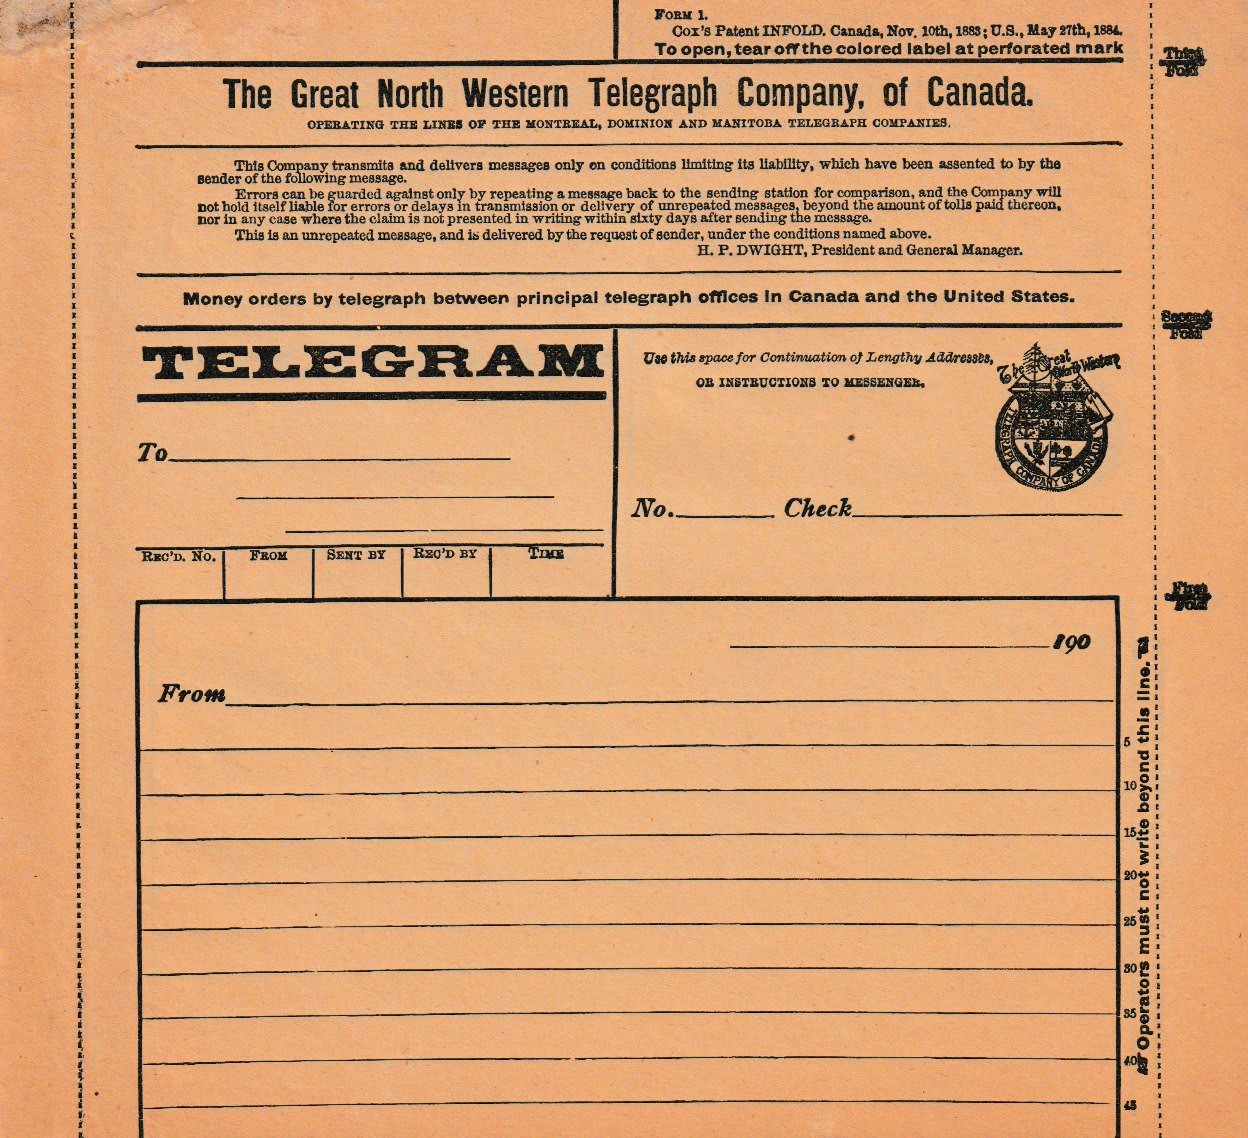 FORM 1.
COX'S Patent INFOLD. Canada, Nov. 10th, 1883; U.S., May 27th, 1884.
To open, tear off the colored label at perforated mark
The Great North Western Telegraph Company, of Canada.
OPERATING THE LINES OF THE MONTREAL, DOMINION AND MANITOBA TELEGRAPH COMPANIES.
This Company transmits and delivers messages only on conditions limiting its liability, which have been assented to by the
sender of the following message.
Errors can be guarded against only by repeating a message back to the sending station for comparison, and the Company will
not hold itself liable for errors or delays in transmission or delivery of unrepeated messages, beyond the amount of tolls paid thereon,
nor in any case where the claim is not presented in writing within sixty days after sending the message.
This is an unrepeated message, and is delivered by the request of sender, under the conditions named above.
H. P. DWIGHT, President and General Manager.
Money orders by telegraph between principal telegraph offices in Canada and the United States.
TELEGRAM
To
REC'D. NO. FROM SENT BY REC'D BY TIME
Use this space for Continuation of Lengthy Addresses,
OR INSTRUCTIONS TO MESSENGER.
The Great North Western
TELEGRAPH COMPANY OF CANADA
No. Check
190
From
5
10
15
20
25
30
35
40
45
Third
Fold
Second
Fold
First
Fold
Operators must not write beyond this line.